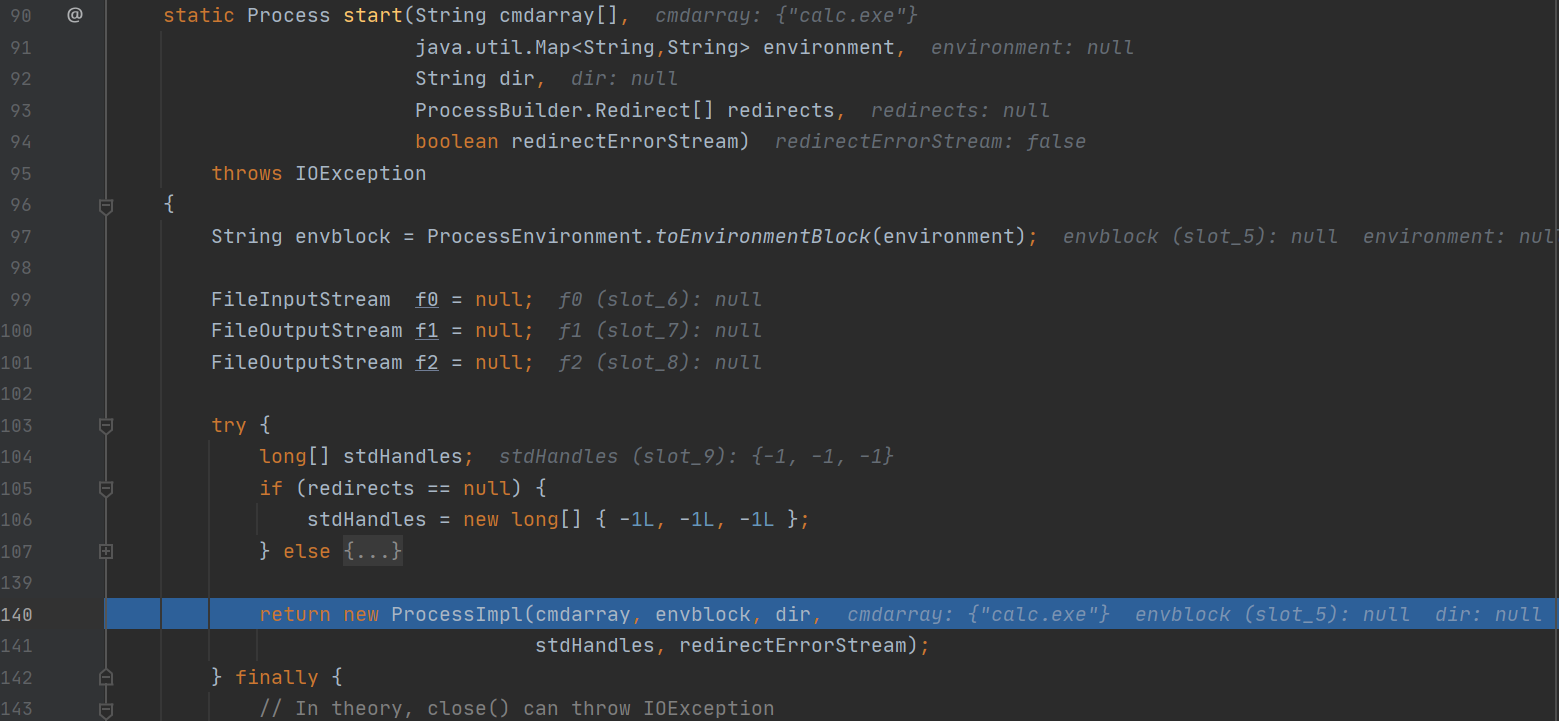 90 @ static Process start(String cmdarray[], cmdarray: {"calc.exe"}
91 java.util.Map<String,String> environment, environment: null
92 String dir, dir: null
93 ProcessBuilder.Redirect[] redirects, redirects: null
94 boolean redirectErrorStream) redirectErrorStream: false
95 throws IOException
96 {
97 String envblock = ProcessEnvironment.toEnvironmentBlock(environment); envblock (slot_5): null environment: nul
98
99 FileInputStream f0 = null; f0 (slot_6): null
100 FileOutputStream f1 = null; f1 (slot_7): null
101 FileOutputStream f2 = null; f2 (slot_8): null
102
103 try {
104 long[] stdHandles; stdHandles (slot_9): {-1, -1, -1}
105 if (redirects == null) {
106 stdHandles = new long[] { -1L, -1L, -1L };
107 } else {...}
139
140 return new ProcessImpl(cmdarray, envblock, dir, cmdarray: {"calc.exe"} envblock (slot_5): null dir: null
141 stdHandles, redirectErrorStream);
142 } finally {
143 // In theory, close() can throw IOException